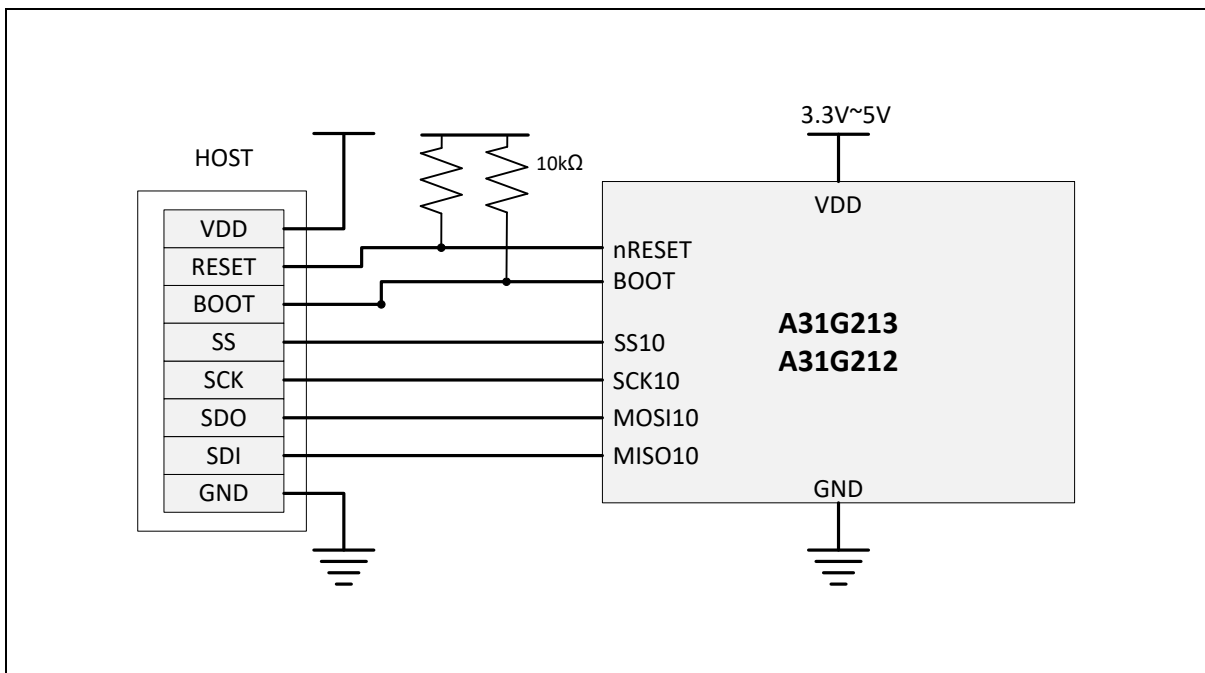 HOST
VDD
RESET
BOOT
SS
SCK
SDO
SDI
GND
10kΩ
3.3V~5V
VDD
nRESET
BOOT
SS10
SCK10
MOSI10
MISO10
A31G213
A31G212
GND